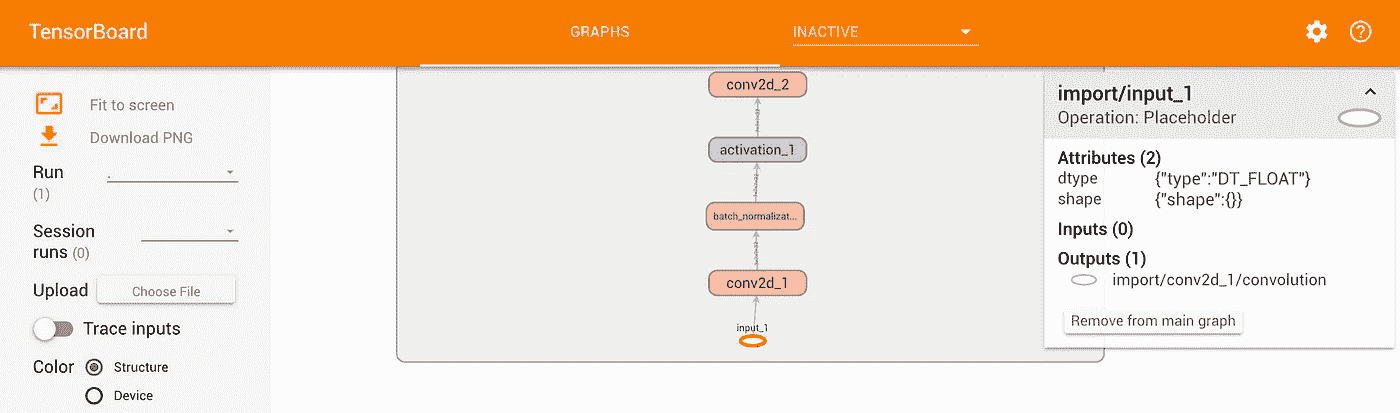 TensorBoard
GRAPHS
INACTIVE
Fit to screen
Download PNG
Run
(1)
.
Session
runs (0)
Upload
Choose File
Trace inputs
Color
Structure
Device
conv2d_2
activation_1
batch_normalizat...
conv2d_1
input_1
import/input_1
Operation: Placeholder
Attributes (2)
dtype {"type":"DT_FLOAT"}
shape {"shape":{}}
Inputs (0)
Outputs (1)
import/conv2d_1/convolution
Remove from main graph